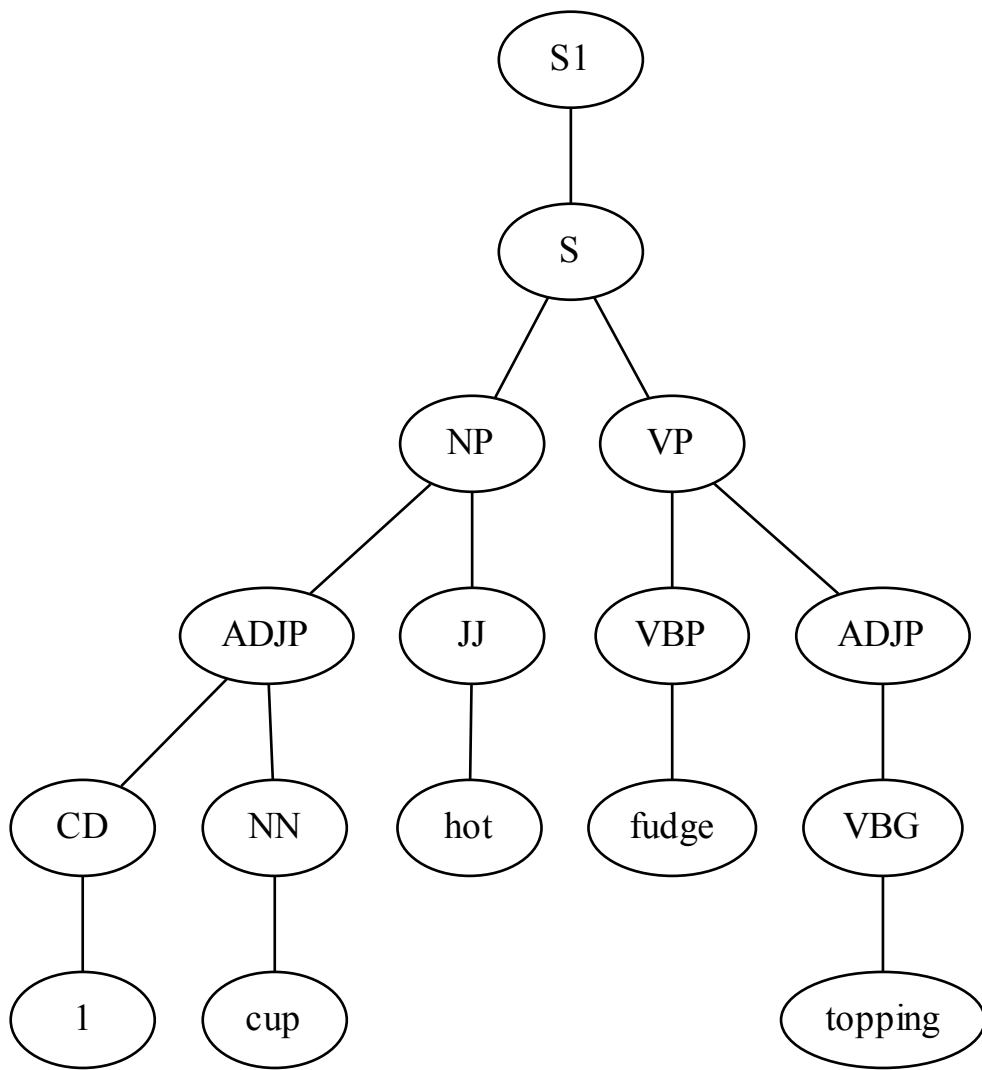 S1
S
NP VP
ADJP JJ VBP ADJP
CD NN hot fudge VBG
1 cup topping